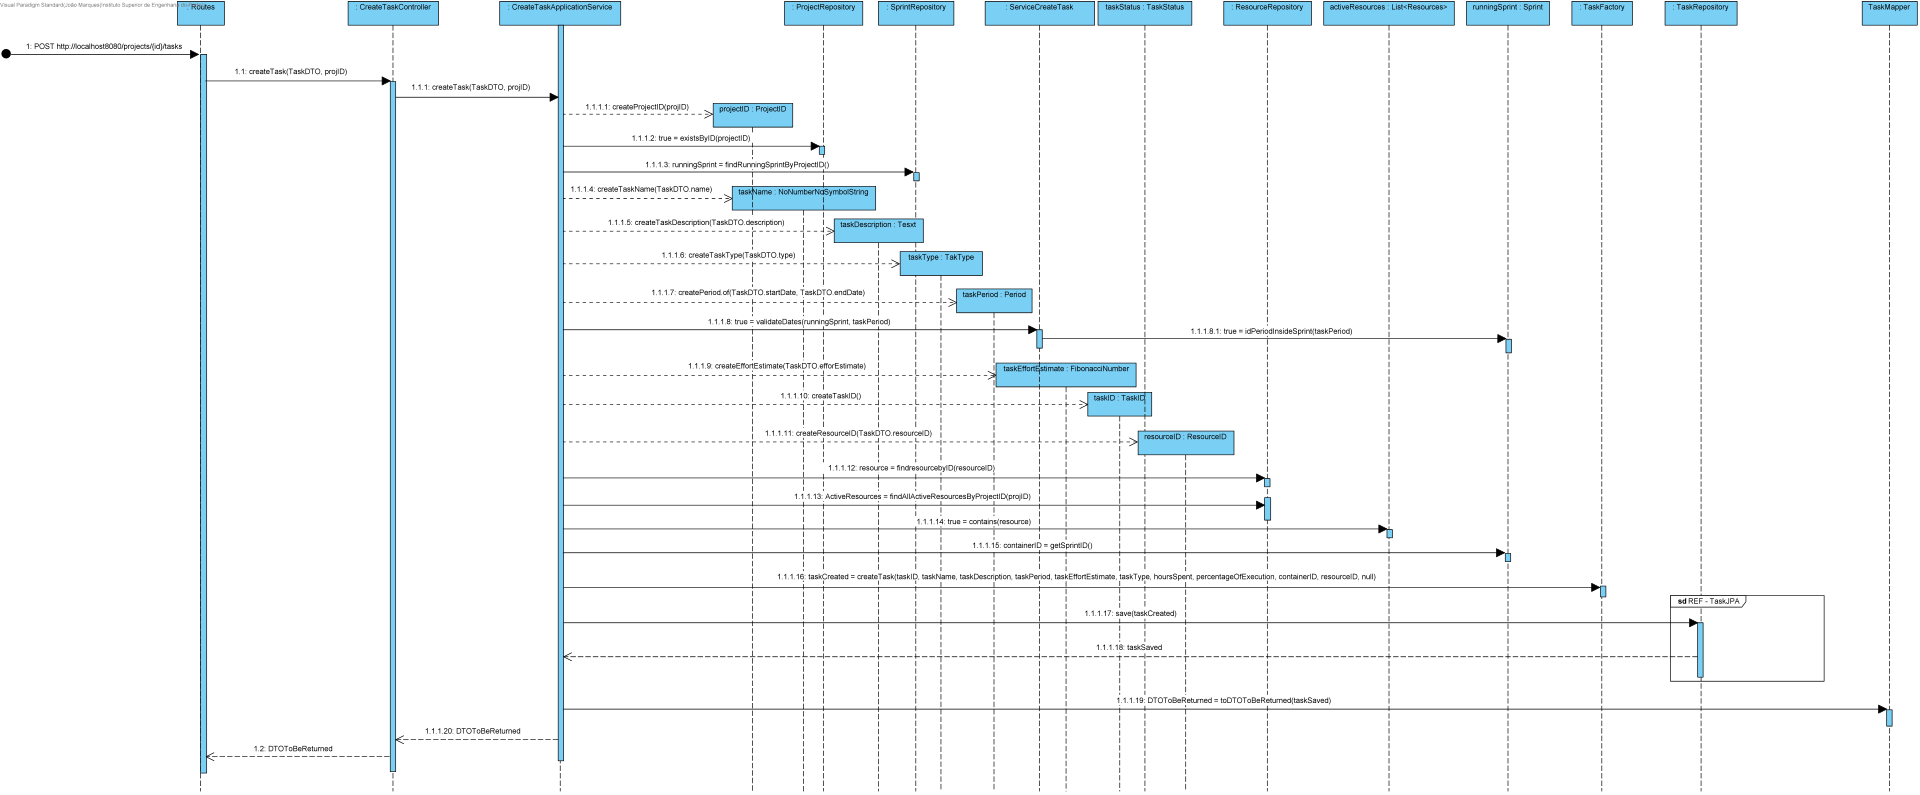 Visual Paradigm Standard(João Marques(Instituto Superior de Engenharia
Routes
: CreateTaskController
: CreateTaskApplicationService
: ProjectRepository
: SprintRepository
: ServiceCreateTask
taskStatus : TaskStatus
: ResourceRepository
activeResources : List<Resources>
runningSprint : Sprint
: TaskFactory
: TaskRepository
TaskMapper
1: POST http://localhost8080/projects/{id}/tasks
1.1: createTask(TaskDTO, projID)
1.1.1: createTask(TaskDTO, projID)
1.1.1.1: createProjectID(projID)
projectID : ProjectID
1.1.1.2: true = existsByID(projectID)
1.1.1.3: runningSprint = findRunningSprintByProjectID()
1.1.1.4: createTaskName(TaskDTO.name)
taskName : NoNumberNoSymbolString
1.1.1.5: createTaskDescription(TaskDTO.description)
taskDescription : Tesxt
1.1.1.6: createTaskType(TaskDTO.type)
taskType : TakType
1.1.1.7: createPeriod.of(TaskDTO.startDate, TaskDTO.endDate)
taskPeriod : Period
1.1.1.8: true = validateDates(runningSprint, taskPeriod)
1.1.1.8.1: true = idPeriodInsideSprint(taskPeriod)
1.1.1.9: createEffortEstimate(TaskDTO.efforEstimate)
taskEffortEstimate : FibonacciNumber
1.1.1.10: createTaskID()
taskID : TaskID
1.1.1.11: createResourceID(TaskDTO.resourceID)
resourceID : ResourceID
1.1.1.12: resource = findresourcebyID(resourceID)
1.1.1.13: ActiveResources = findAllActiveResourcesByProjectIID(projID)
1.1.1.14: true = contains(resource)
1.1.1.15: containerID = getSprintID()
1.1.1.16: taskCreated = createTask(taskID, taskName, taskDescription, taskPeriod, taskEffortEstimate, taskType, hoursSpent, percentageOfExecution, containerID, resourceID, null)
sd REF - TaskJPA
1.1.1.17: save(taskCreated)
1.1.1.18: taskSaved
1.1.1.19: DTOToBeReturned = toDTOToBeReturned(taskSaved)
1.1.1.20: DTOToBeReturned
1.2: DTOToBeReturned